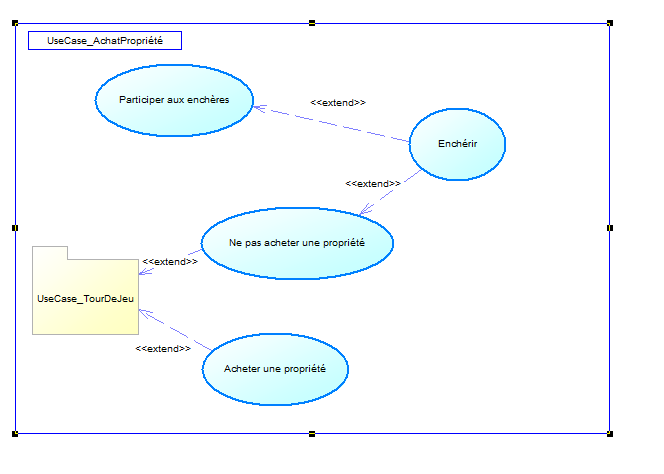 UseCase_AchatPropriété
Participer aux enchères
<<extend>>
Enchérir
<<extend>>
Ne pas acheter une propriété
<<extend>>
UseCase_TourDeJeu
<<extend>>
Acheter une propriété